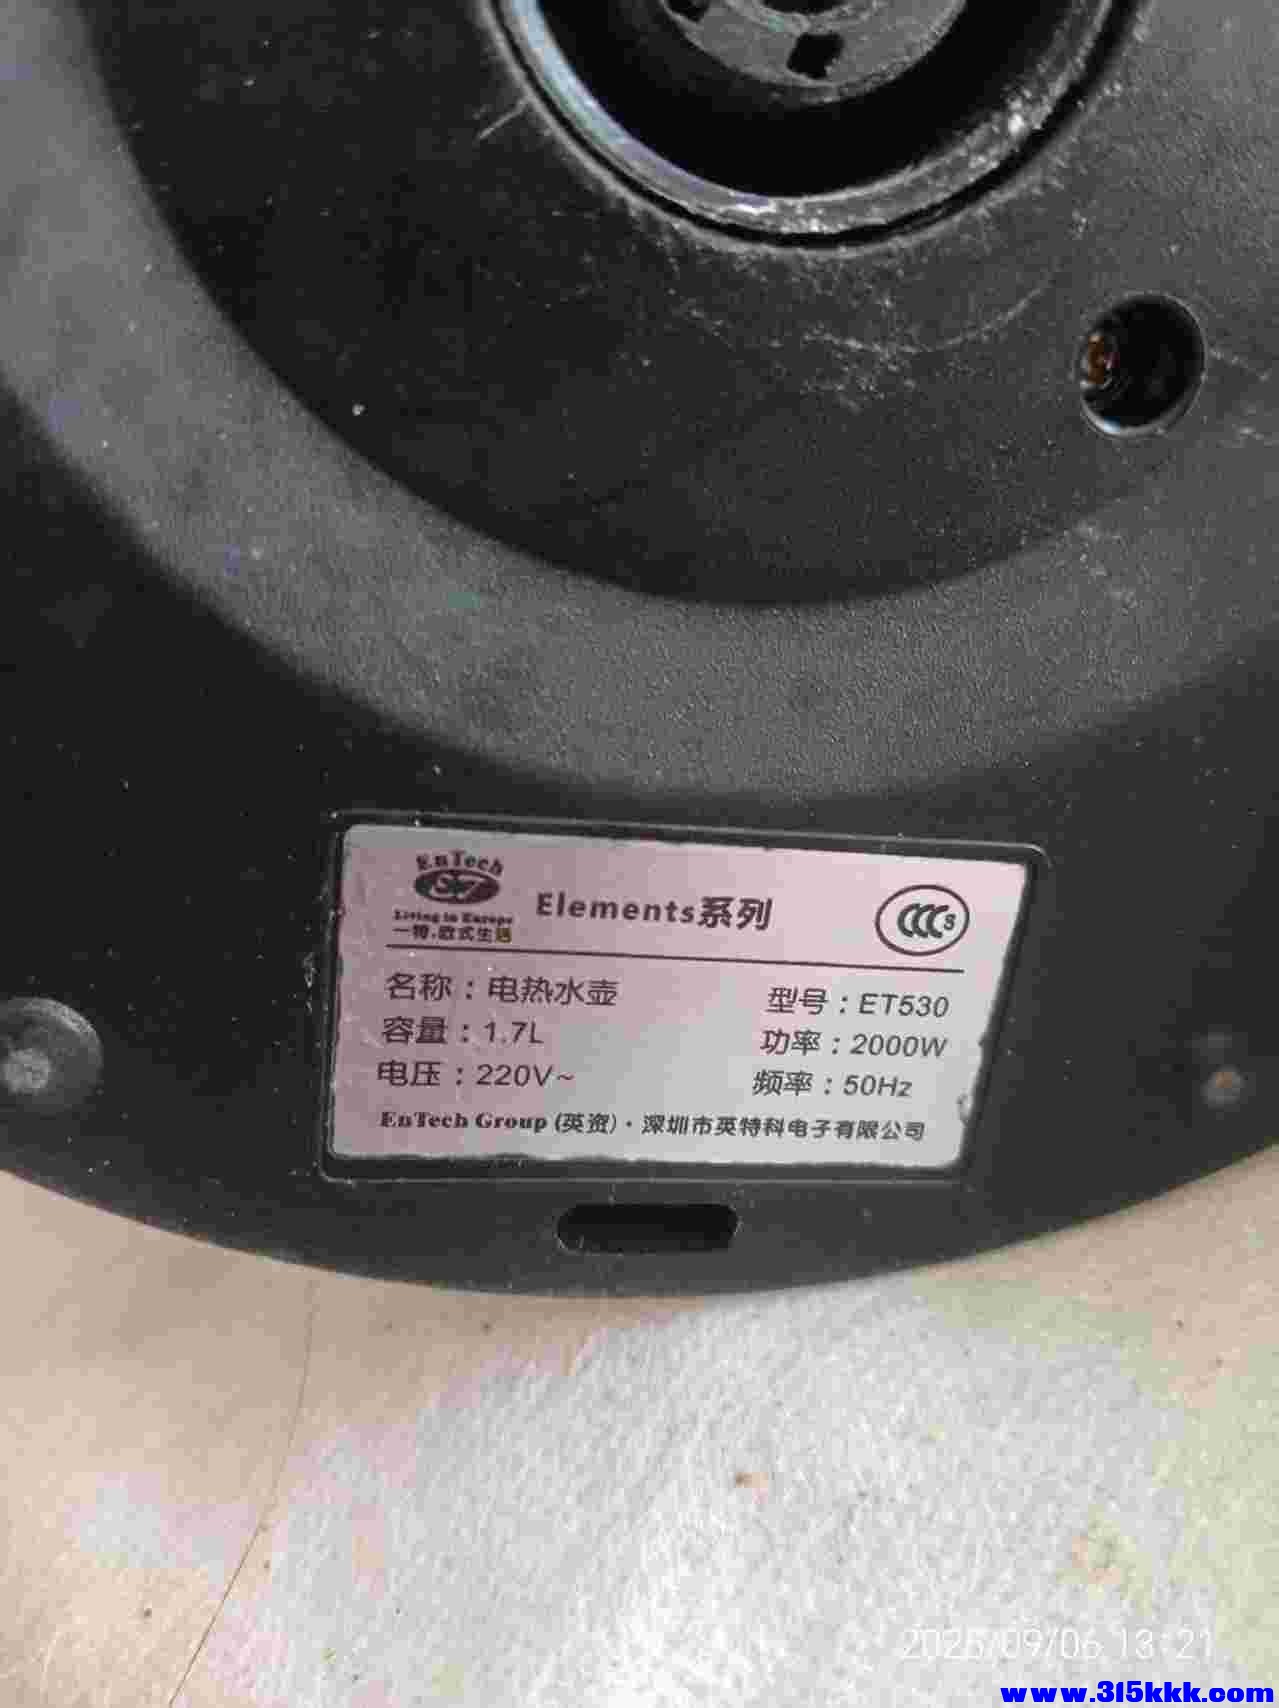 EnTech
Living in Europe
一特.欧式生活
Elements系列
CCC S
名称：电热水壶
型号：ET530
容量：1.7L
功率：2000W
电压：220V~
频率：50Hz
EnTech Group (英资)·深圳市英特科电子有限公司
2025/09/06 13:21
www.315kkk.com